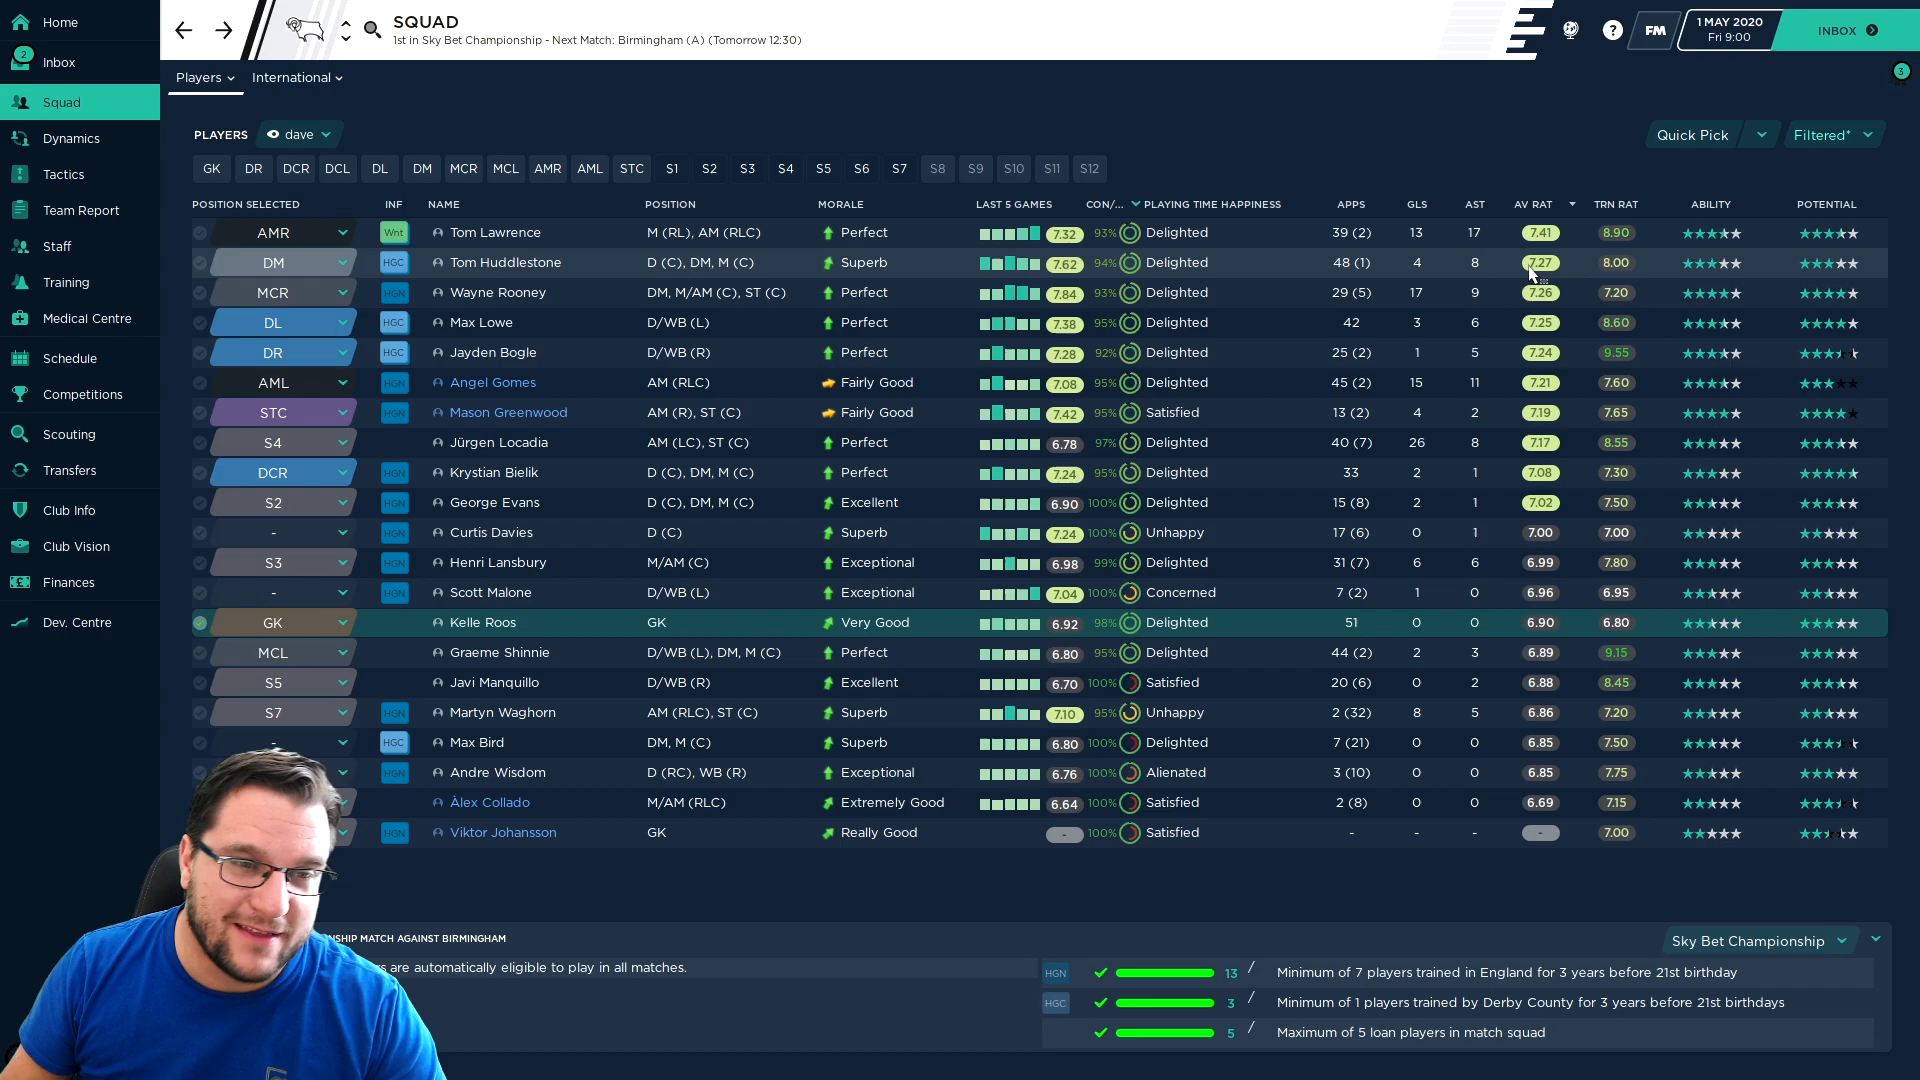 Home
2
Inbox
Squad
Dynamics
Tactics
Team Report
Staff
Training
Medical Centre
Schedule
Competitions
Scouting
Transfers
Club Info
Club Vision
Finances
Dev. Centre
SQUAD
1st in Sky Bet Championship - Next Match: Birmingham (A) (Tomorrow 12:30)
? FM 1 MAY 2020
Fri 9:00
INBOX
3
Players International
PLAYERS dave Quick Pick Filtered*
GK DR DCR DCL DL DM MCR MCL AMR AML STC S1 S2 S3 S4 S5 S6 S7 S8 S9 S10 S11 S12
POSITION SELECTED INF NAME POSITION MORALE LAST 5 GAMES CON/... PLAYING TIME HAPPINESS APPS GLS AST AV RAT TRN RAT ABILITY POTENTIAL
AMR Wnt Tom Lawrence M (RL), AM (RLC) Perfect 7.32 93% Delighted 39 (2) 13 17 7.41 8.90
DM HGC Tom Huddlestone D (C), DM, M (C) Superb 7.62 94% Delighted 48 (1) 4 8 7.27 8.00
MCR HGN Wayne Rooney DM, M/AM (C), ST (C) Perfect 7.84 93% Delighted 29 (5) 17 9 7.26 7.20
DL HGC Max Lowe D/WB (L) Perfect 7.38 95% Delighted 42 3 6 7.25 8.60
DR HGC Jayden Bogle D/WB (R) Perfect 7.28 92% Delighted 25 (2) 1 5 7.24 9.55
AML HGN Angel Gomes AM (RLC) Fairly Good 7.08 95% Delighted 45 (2) 15 11 7.21 7.60
STC HGN Mason Greenwood AM (R), ST (C) Fairly Good 7.42 95% Satisfied 13 (2) 4 2 7.19 7.65
S4 Jürgen Locadia AM (LC), ST (C) Perfect 6.78 97% Delighted 40 (7) 26 8 7.17 8.55
DCR HGN Krystian Bielik D (C), DM, M (C) Perfect 7.24 95% Delighted 33 2 1 7.08 7.30
S2 HGN George Evans D (C), DM, M (C) Excellent 6.90 100% Delighted 15 (8) 2 1 7.02 7.50
- HGN Curtis Davies D (C) Superb 7.24 100% Unhappy 17 (6) 0 1 7.00 7.00
S3 HGN Henri Lansbury M/AM (C) Exceptional 6.98 99% Delighted 31 (7) 6 6 6.99 7.80
- HGN Scott Malone D/WB (L) Exceptional 7.04 100% Concerned 7 (2) 1 0 6.96 6.95
GK Kelle Roos GK Very Good 6.92 98% Delighted 51 0 0 6.90 6.80
MCL Graeme Shinnie D/WB (L), DM, M (C) Perfect 6.80 95% Delighted 44 (2) 2 3 6.89 9.15
S5 Javi Manquillo D/WB (R) Excellent 6.70 100% Satisfied 20 (6) 0 2 6.88 8.45
S7 HGN Martyn Waghorn AM (RLC), ST (C) Superb 7.10 95% Unhappy 2 (32) 8 5 6.86 7.20
- HGC Max Bird DM, M (C) Superb 6.80 100% Delighted 7 (21) 0 0 6.85 7.50
HGN Andre Wisdom D (RC), WB (R) Exceptional 6.76 100% Alienated 3 (10) 0 0 6.85 7.75
Àlex Collado M/AM (RLC) Extremely Good 6.64 100% Satisfied 2 (8) 0 0 6.69 7.15
HGN Viktor Johansson GK Really Good - 100% Satisfied - - - - 7.00
MATCH AGAINST BIRMINGHAM
are automatically eligible to play in all matches.
Sky Bet Championship
HGN 13 / Minimum of 7 players trained in England for 3 years before 21st birthday
HGC 3 / Minimum of 1 players trained by Derby County for 3 years before 21st birthdays
5 / Maximum of 5 loan players in match squad